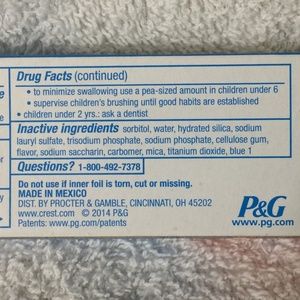 Drug Facts (continued)
• to minimize swallowing use a pea-sized amount in children under 6
• supervise children's brushing until good habits are established
• children under 2 yrs.: ask a dentist
Inactive ingredients sorbitol, water, hydrated silica, sodium
lauryl sulfate, trisodium phosphate, sodium phosphate, cellulose gum,
flavor, sodium saccharin, carbomer, mica, titanium dioxide, blue 1
Questions? 1-800-492-7378
Do not use if inner foil is torn, cut or missing.
MADE IN MEXICO
DIST. BY PROCTER & GAMBLE, CINCINNATI, OH 45202
www.crest.com © 2014 P&G
Patents: www.pg.com/patents
P&G
www.pg.com